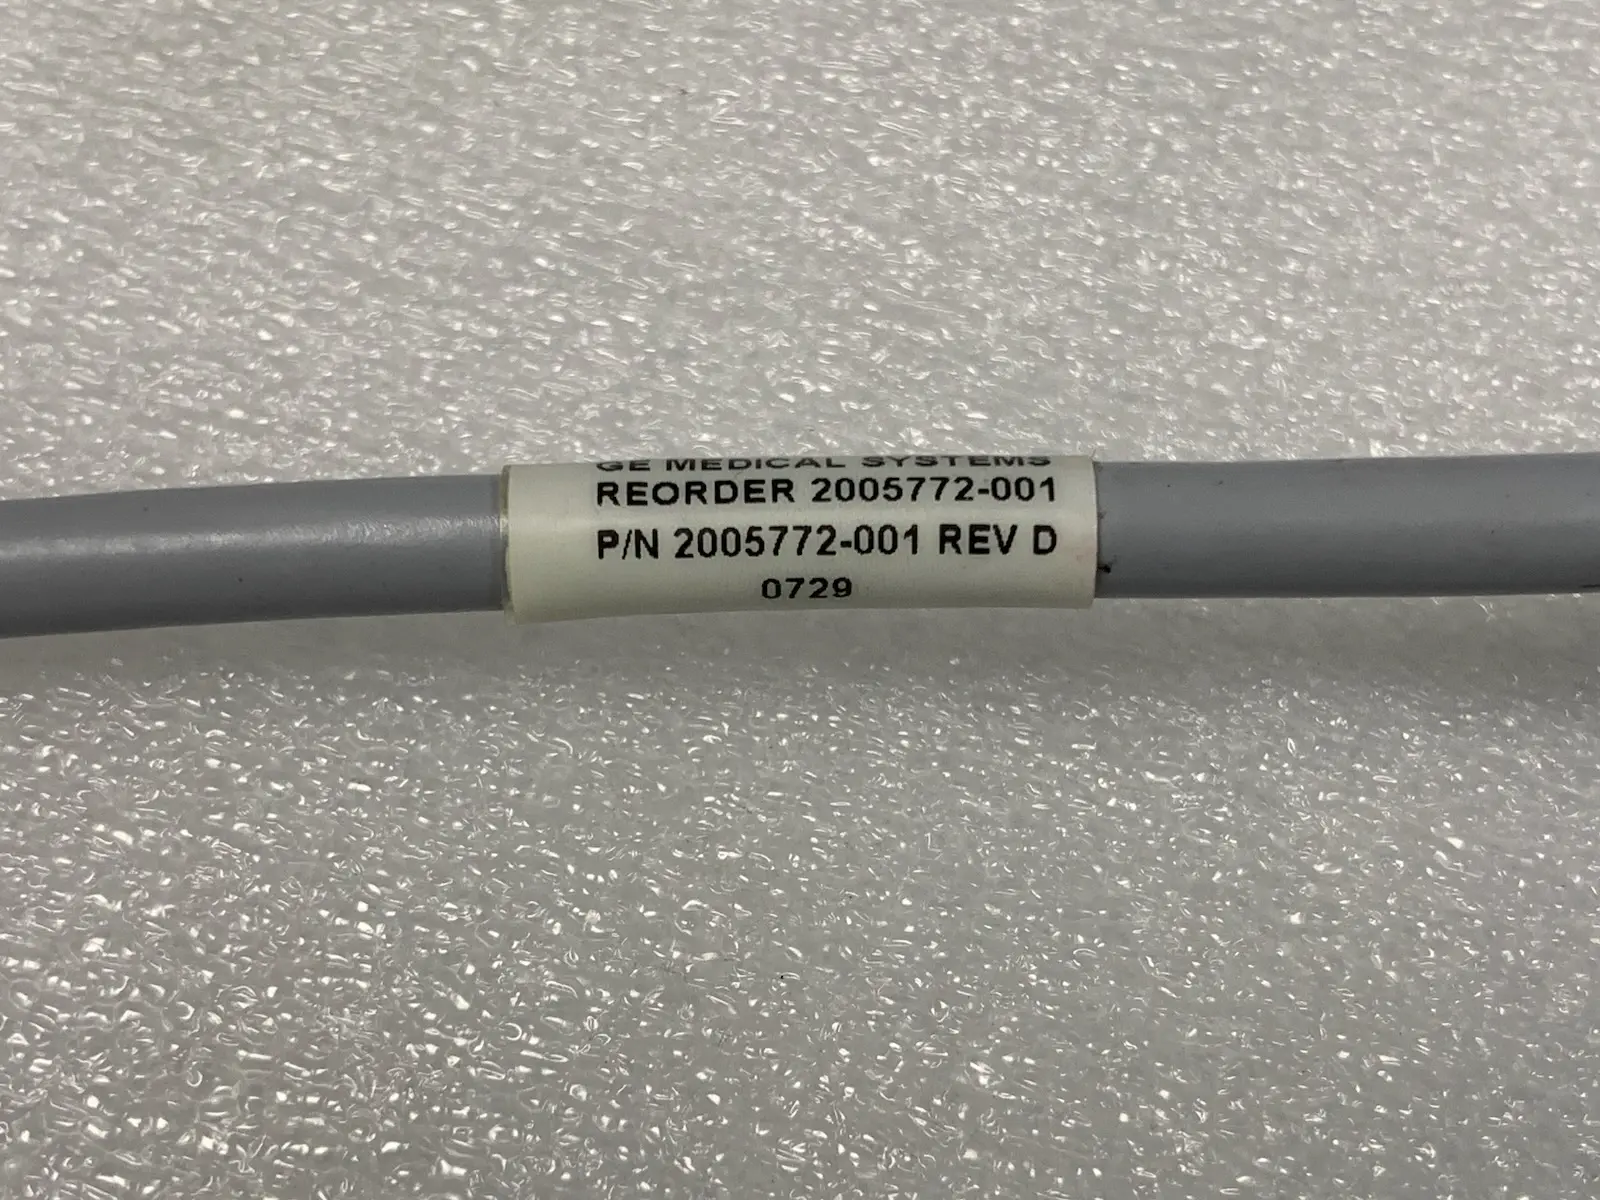 GE MEDICAL SYSTEMS
REORDER 2005772-001
P/N 2005772-001 REV D
0729